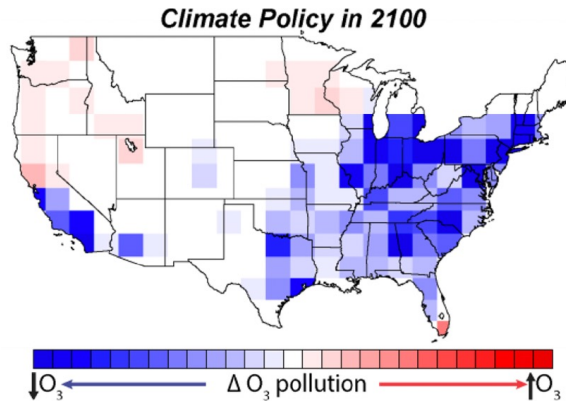 Climate Policy in 2100
↓O₃ ← Δ O₃ pollution → ↑O₃